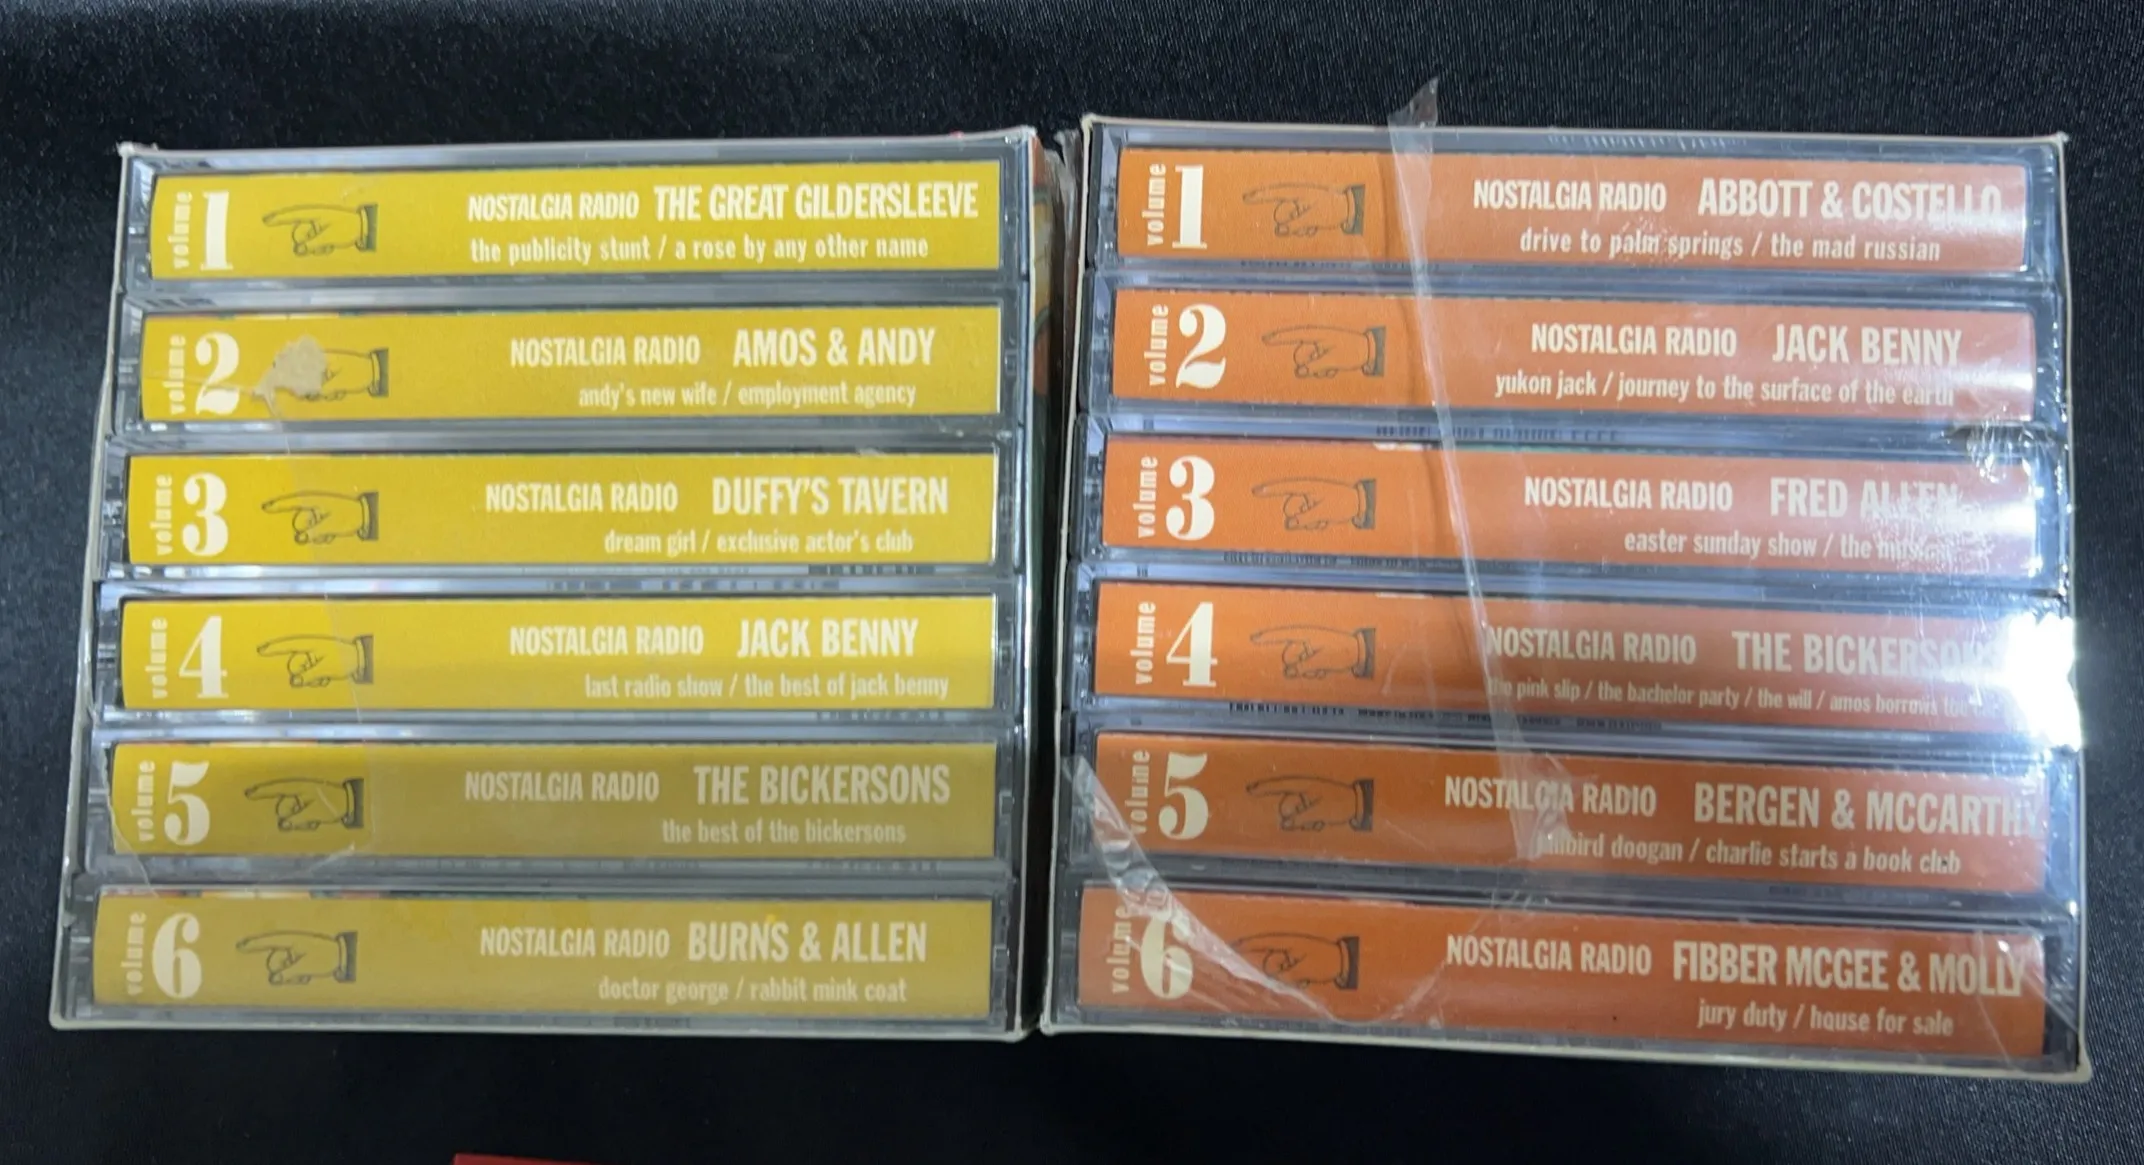 volume 1 NOSTALGIA RADIO THE GREAT GILDERSLEEVE
the publicity stunt / a rose by any other name
volume 2 NOSTALGIA RADIO AMOS & ANDY
andy's new wife / employment agency
volume 3 NOSTALGIA RADIO DUFFY'S TAVERN
dream girl / exclusive actor's club
volume 4 NOSTALGIA RADIO JACK BENNY
last radio show / the best of jack benny
volume 5 NOSTALGIA RADIO THE BICKERSONS
the best of the bickersons
volume 6 NOSTALGIA RADIO BURNS & ALLEN
doctor george / rabbit mink coat
volume 1 NOSTALGIA RADIO ABBOTT & COSTELLO
drive to palm springs / the mad russian
volume 2 NOSTALGIA RADIO JACK BENNY
yukon jack / journey to the surface of the earth
volume 3 NOSTALGIA RADIO FRED ALLEN
easter sunday show / the
volume 4 NOSTALGIA RADIO THE BICKERSONS
the pink slip / the bachelor party / the will / amos borrows
volume 5 NOSTALGIA RADIO BERGEN & MCCARTHY
doogan / charlie starts a book club
volume 6 NOSTALGIA RADIO FIBBER MCGEE & MOLLY
jury duty / house for sale